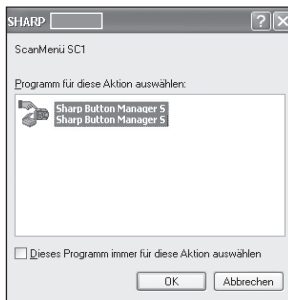 SHARP
ScanMenü SC1
Programm für diese Aktion auswählen:
Sharp Button Manager S
Sharp Button Manager S
Dieses Programm immer für diese Aktion auswählen
OK
Abbrechen